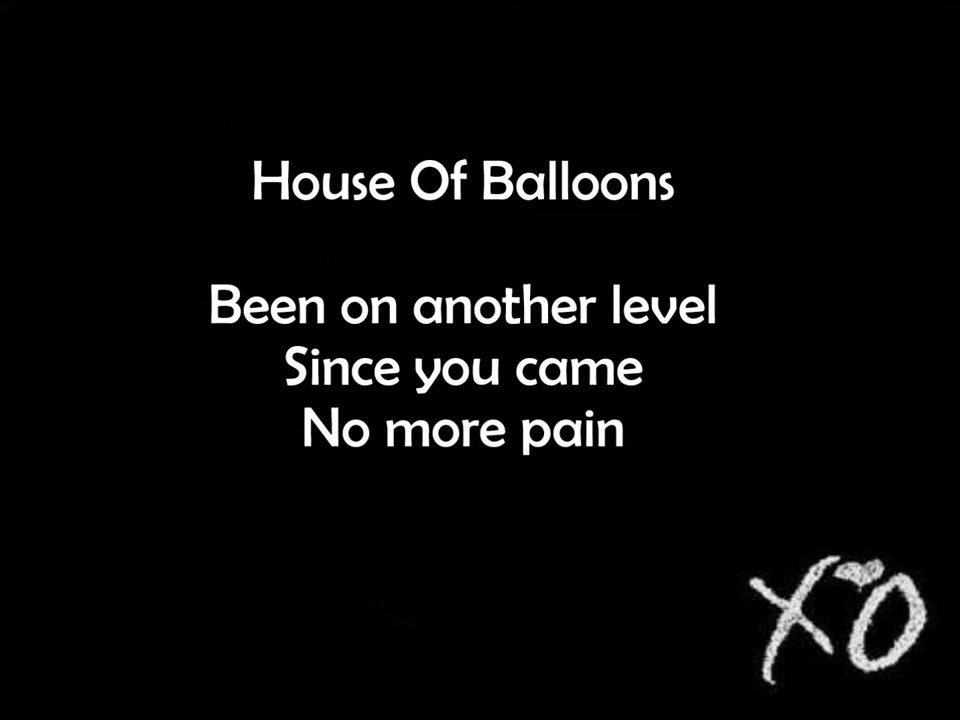 House Of Balloons
Been on another level
Since you came
No more pain
XO